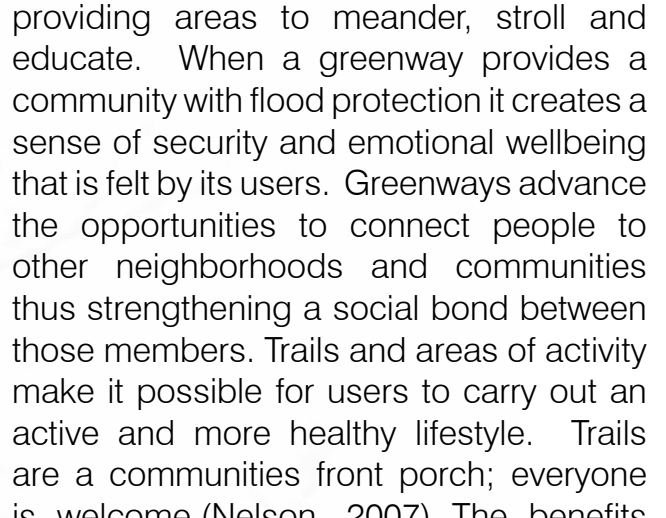 providing areas to meander, stroll and
educate. When a greenway provides a
community with flood protection it creates a
sense of security and emotional wellbeing
that is felt by its users. Greenways advance
the opportunities to connect people to
other neighborhoods and communities
thus strengthening a social bond between
those members. Trails and areas of activity
make it possible for users to carry out an
active and more healthy lifestyle. Trails
are a communities front porch; everyone
is welcome (Nelson, 2007). The benefits